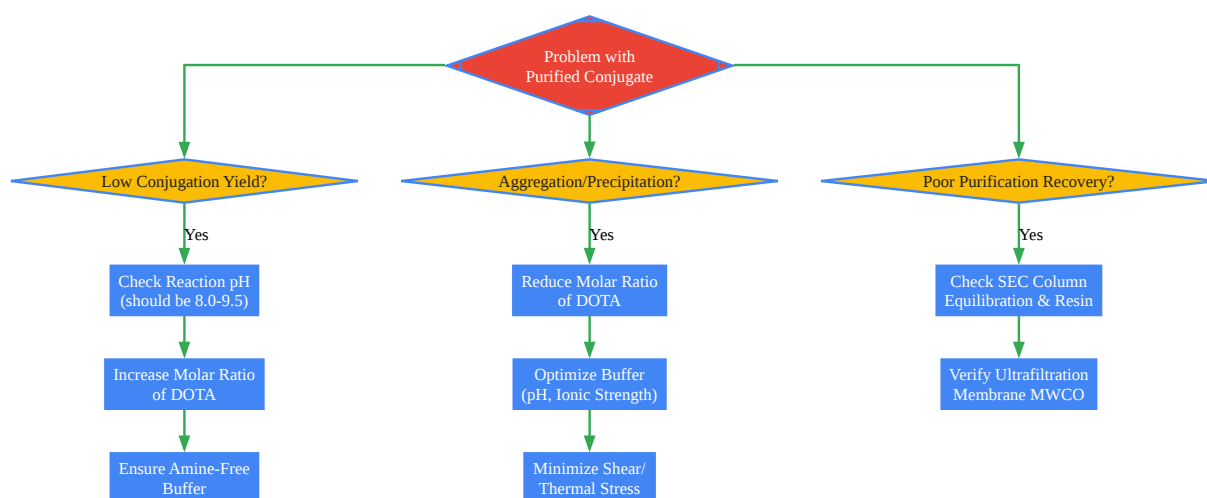 Problem with
Purified Conjugate
Low Conjugation Yield?
Aggregation/Precipitation?
Poor Purification Recovery?
Yes
Yes
Yes
Check Reaction pH
(should be 8.0-9.5)
Reduce Molar Ratio
of DOTA
Check SEC Column
Equilibration & Resin
Increase Molar Ratio
of DOTA
Optimize Buffer
(pH, Ionic Strength)
Verify Ultrafiltration
Membrane MWCO
Ensure Amine-Free
Buffer
Minimize Shear/
Thermal Stress